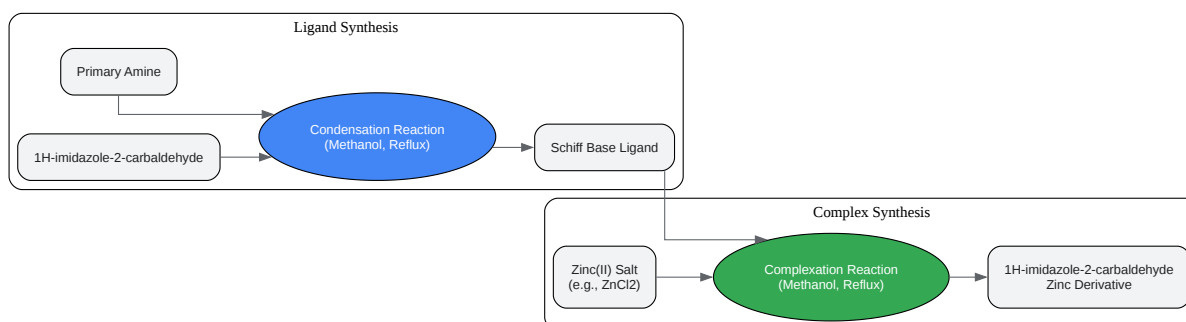 Ligand Synthesis
Primary Amine
1H-imidazole-2-carbaldehyde
Condensation Reaction
(Methanol, Reflux)
Schiff Base Ligand
Complex Synthesis
Zinc(II) Salt
(e.g., ZnCl2)
Complexation Reaction
(Methanol, Reflux)
1H-imidazole-2-carbaldehyde
Zinc Derivative